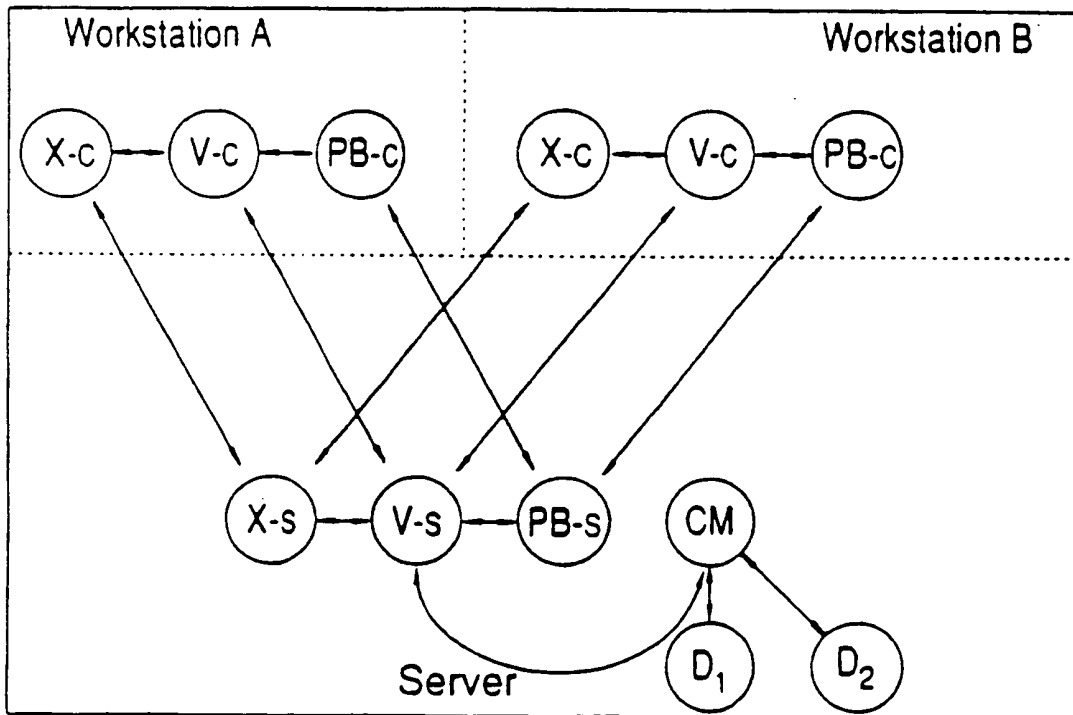 Workstation A
Workstation B
X-c
V-c
PB-c
X-c
V-c
PB-c
X-s
V-s
PB-s
CM
Server
D1
D2